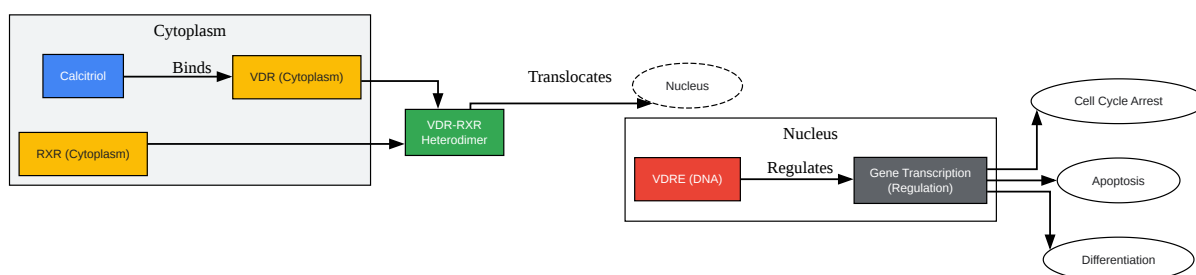 Cytoplasm
Calcitriol
Binds
VDR (Cytoplasm)
RXR (Cytoplasm)
VDR-RXR
Heterodimer
Translocates
Nucleus
Nucleus
VDRE (DNA)
Regulates
Gene Transcription
(Regulation)
Cell Cycle Arrest
Apoptosis
Differentiation